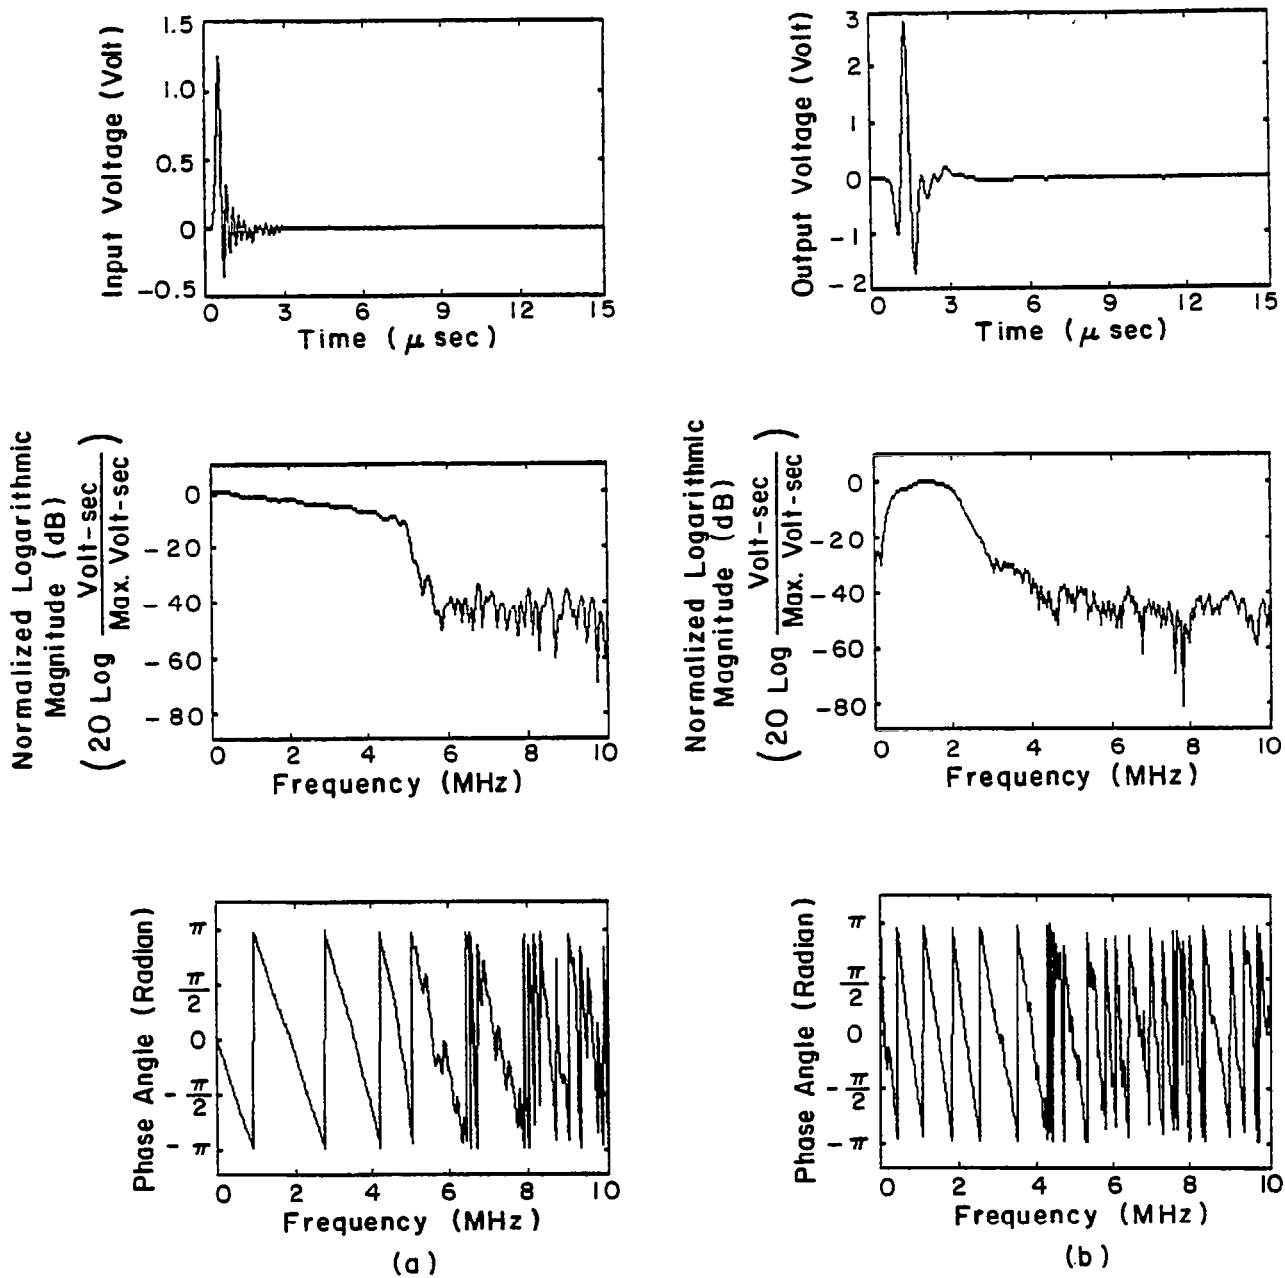 Input Voltage (Volt)
1.5
1.0
0.5
0
-0.5
0 3 6 9 12 15
Time (μ sec)
Output Voltage (Volt)
3
2
1
0
-1
-2
0 3 6 9 12 15
Time (μ sec)
Normalized Logarithmic
Magnitude (dB)
(20 Log Volt-sec / Max. Volt-sec)
0
-20
-40
-60
-80
0 2 4 6 8 10
Frequency (MHz)
Normalized Logarithmic
Magnitude (dB)
(20 Log Volt-sec / Max. Volt-sec)
0
-20
-40
-60
-80
0 2 4 6 8 10
Frequency (MHz)
Phase Angle (Radian)
π
π/2
0
-π/2
-π
0 2 4 6 8 10
Frequency (MHz)
(a)
Phase Angle (Radian)
π
π/2
0
-π/2
-π
0 2 4 6 8 10
Frequency (MHz)
(b)